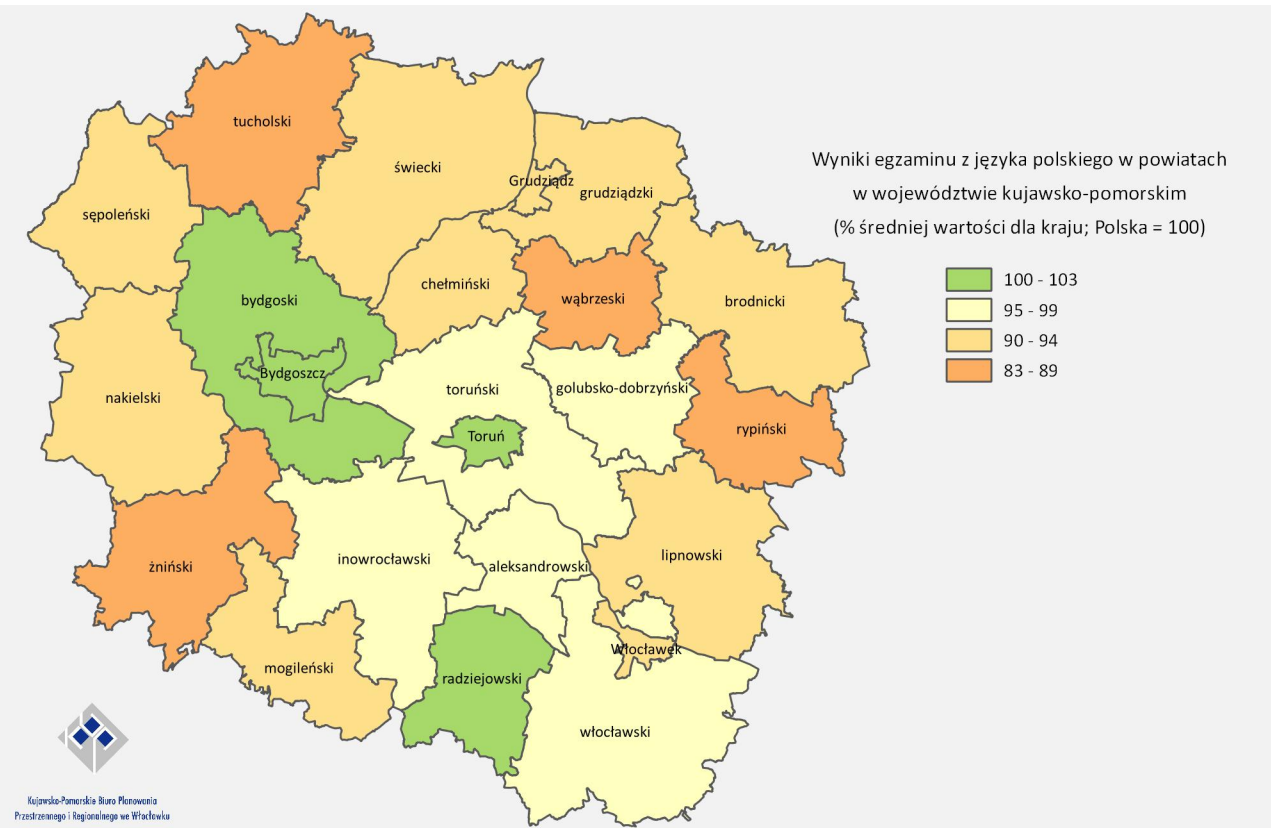 tucholski
świecki
Grudziądz
grudziądzki
sępoleński
chełmiński
bydgoski
wąbrzeski
brodnicki
Bydgoszcz
nakielski
toruński
golubsko-dobrzyński
Toruń
rypiński
inowrocławski
aleksandrowski
lipnowski
żniński
mogileński
Włocławek
radziejowski
włocławski
Wyniki egzaminu z języka polskiego w powiatach
w województwie kujawsko-pomorskim
(% średniej wartości dla kraju; Polska = 100)
100 - 103
95 - 99
90 - 94
83 - 89
Kujawsko-Pomorskie Biuro Planowania
Przestrzennego i Regionalnego we Włocławku